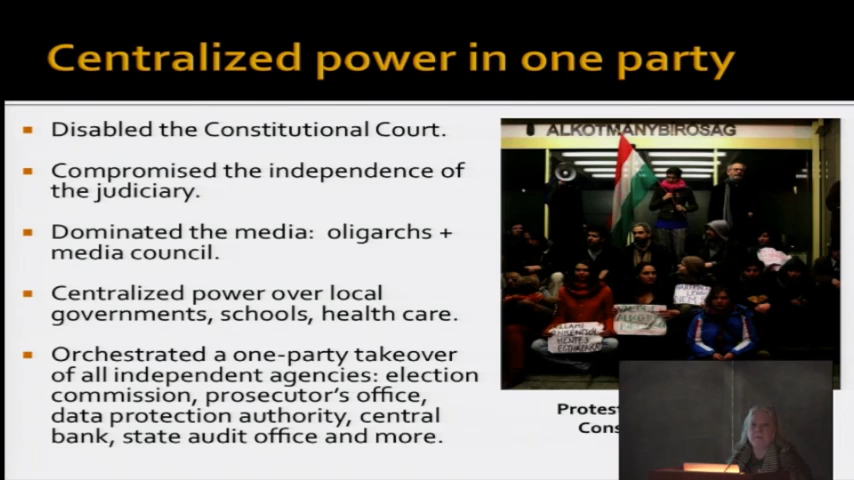 Centralized power in one party
Disabled the Constitutional Court.
Compromised the independence of
the judiciary.
Dominated the media: oligarchs +
media council.
Centralized power over local
governments, schools, health care.
Orchestrated a one-party takeover
of all independent agencies: election
commission, prosecutor's office,
data protection authority, central
bank, state audit office and more.
ALKOTMÁNYBÍRÓSÁG
Protest
Cons